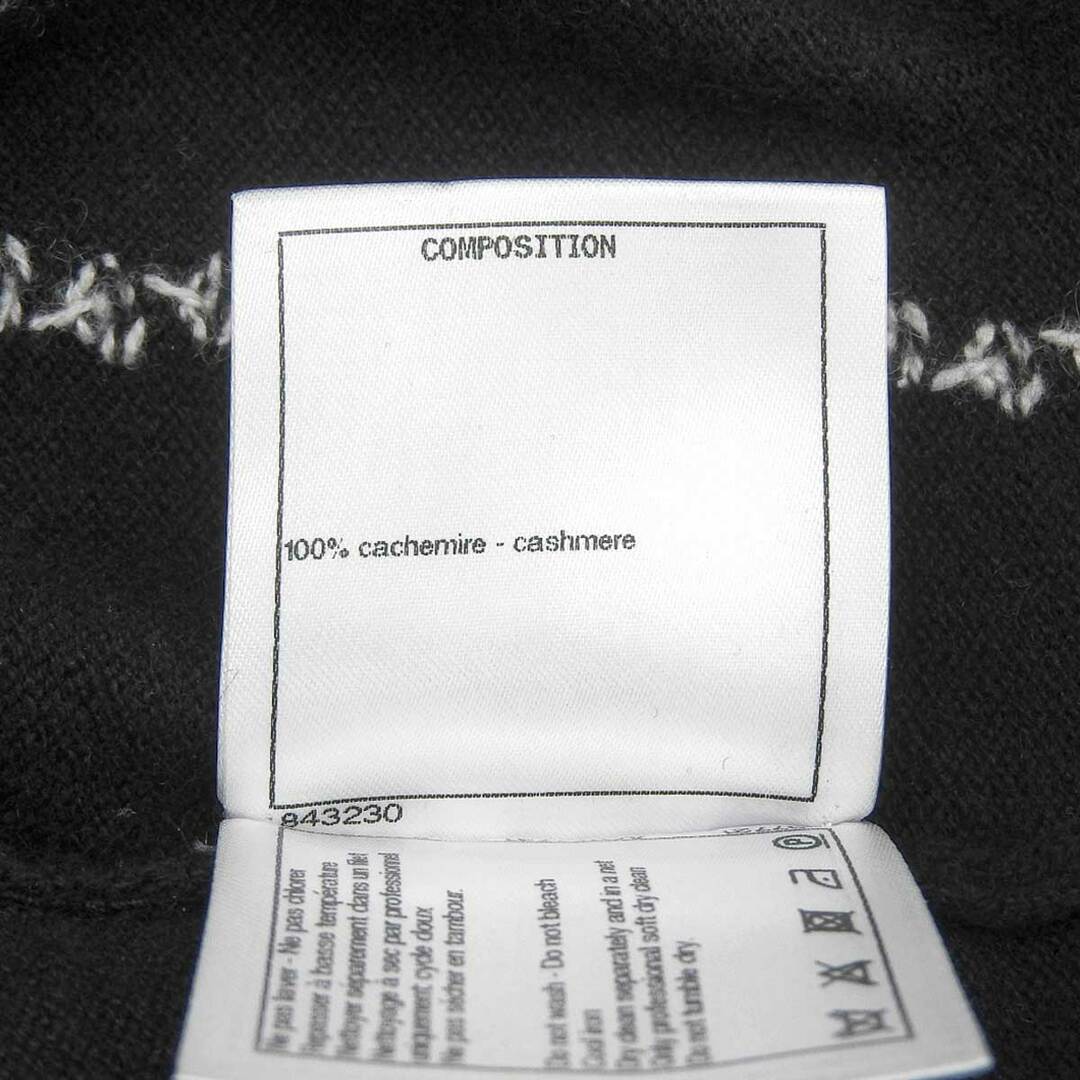 COMPOSITION
100% cachemire - cashmere
843230
Ne pas laver - Ne pas chlorer
repasser à basse température
Nettoyer séparement dans un filet
Nettoyage à sec par professionnel
uniquement cycle doux
Ne pas sécher en tambour.
Do not wash - Do not bleach
Cool iron
Dry clean separately and in a net
Only professional soft dry clean
Do not tumble dry.
P